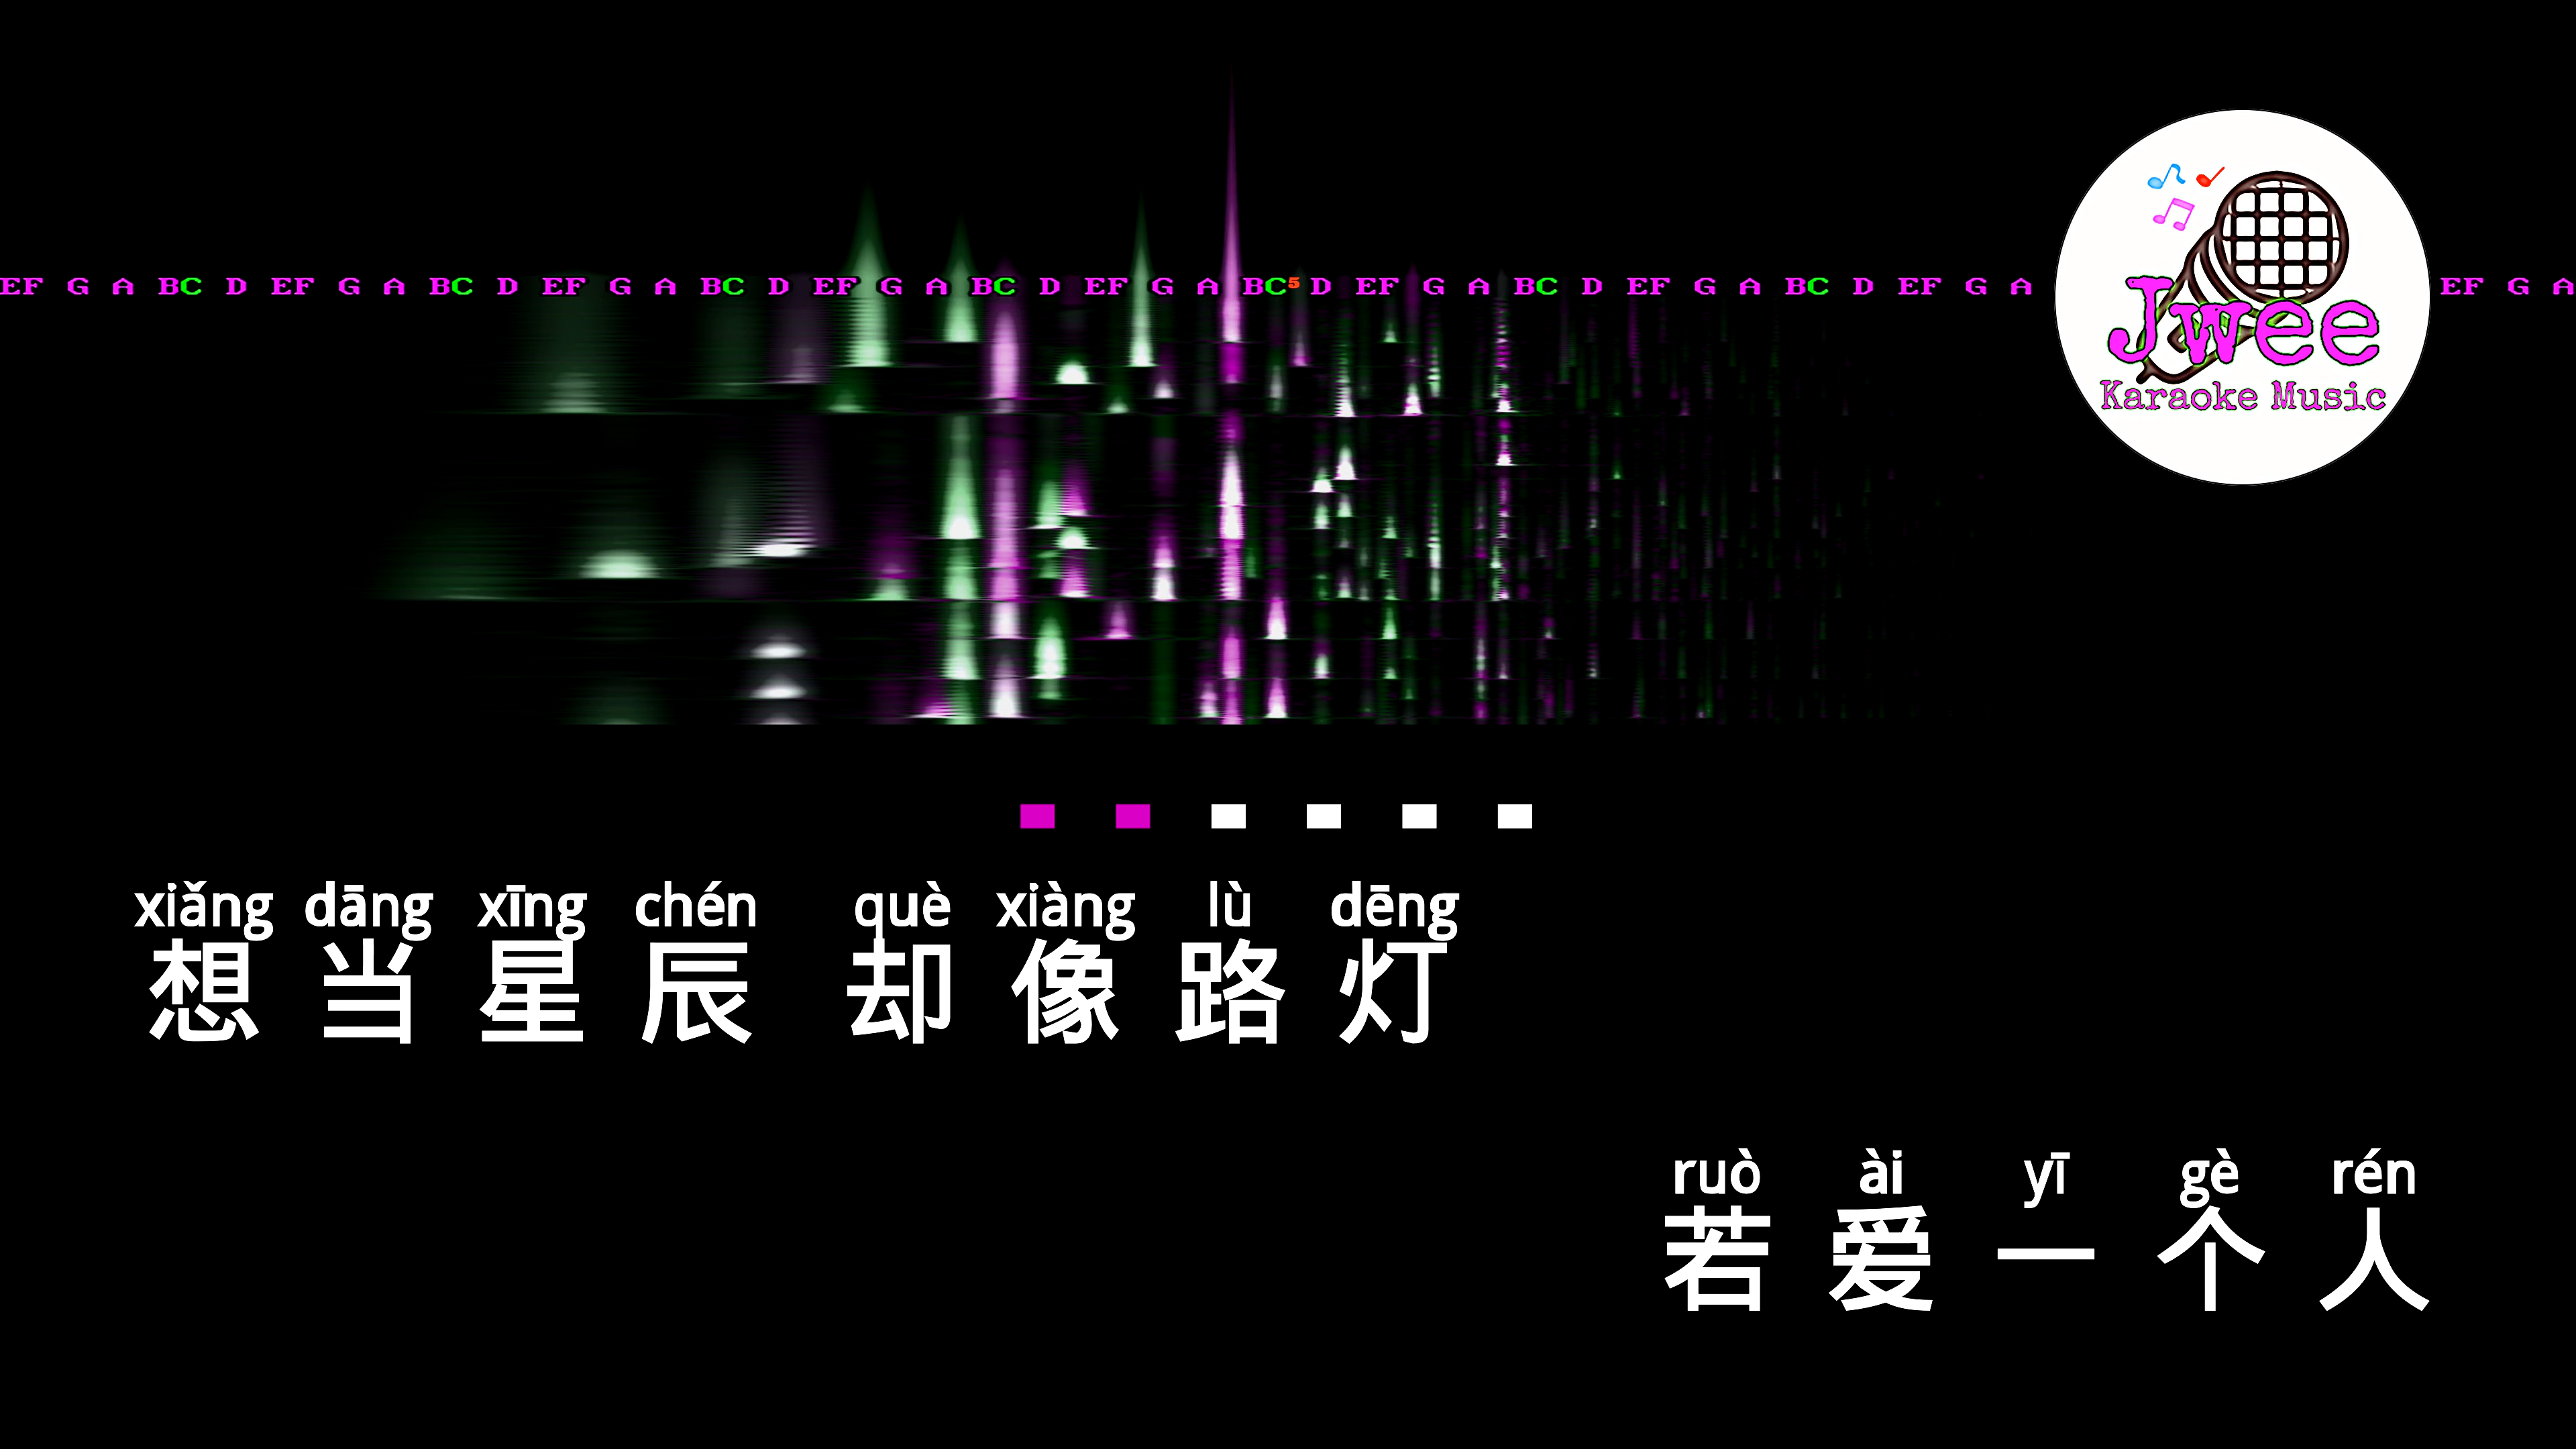 EF G A BC D EF G A BC D EF G A BC D EF G A BC D EF G A BC5 D EF G A BC D EF G A BC D EF G A EF G A
Jwee
Karaoke Music
xiǎng dāng xīng chén què xiàng lù dēng
想当星辰 却像路灯
ruò ài yī gè rén
若爱一个人